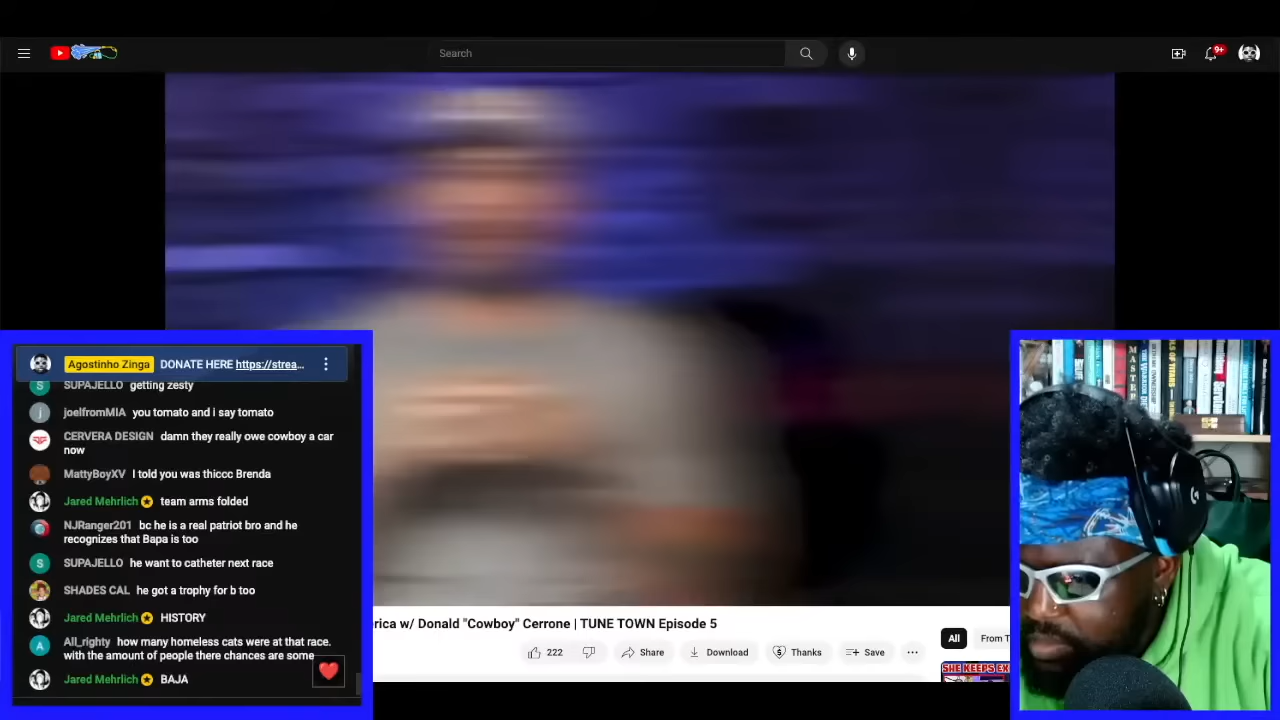 Search
9+
Agostinho Zinga DONATE HERE https://strea...
SUPAJELLO getting zesty
joelfromMIA you tomato and i say tomato
CERVERA DESIGN damn they really owe cowboy a car
now
MattyBoyXV I told you was thiccc Brenda
Jared Mehrlich team arms folded
NJRanger201 bc he is a real patriot bro and he
recognizes that Bapa is too
SUPAJELLO he want to catheter next race
SHADES CAL he got a trophy for b too
Jared Mehrlich HISTORY
All_righty how many homeless cats were at that race.
with the amount of people there chances are some
Jared Mehrlich BAJA
rica w/ Donald "Cowboy" Cerrone | TUNE TOWN Episode 5
222 Share Download Thanks Save
All From T
SHE KEEPS EX